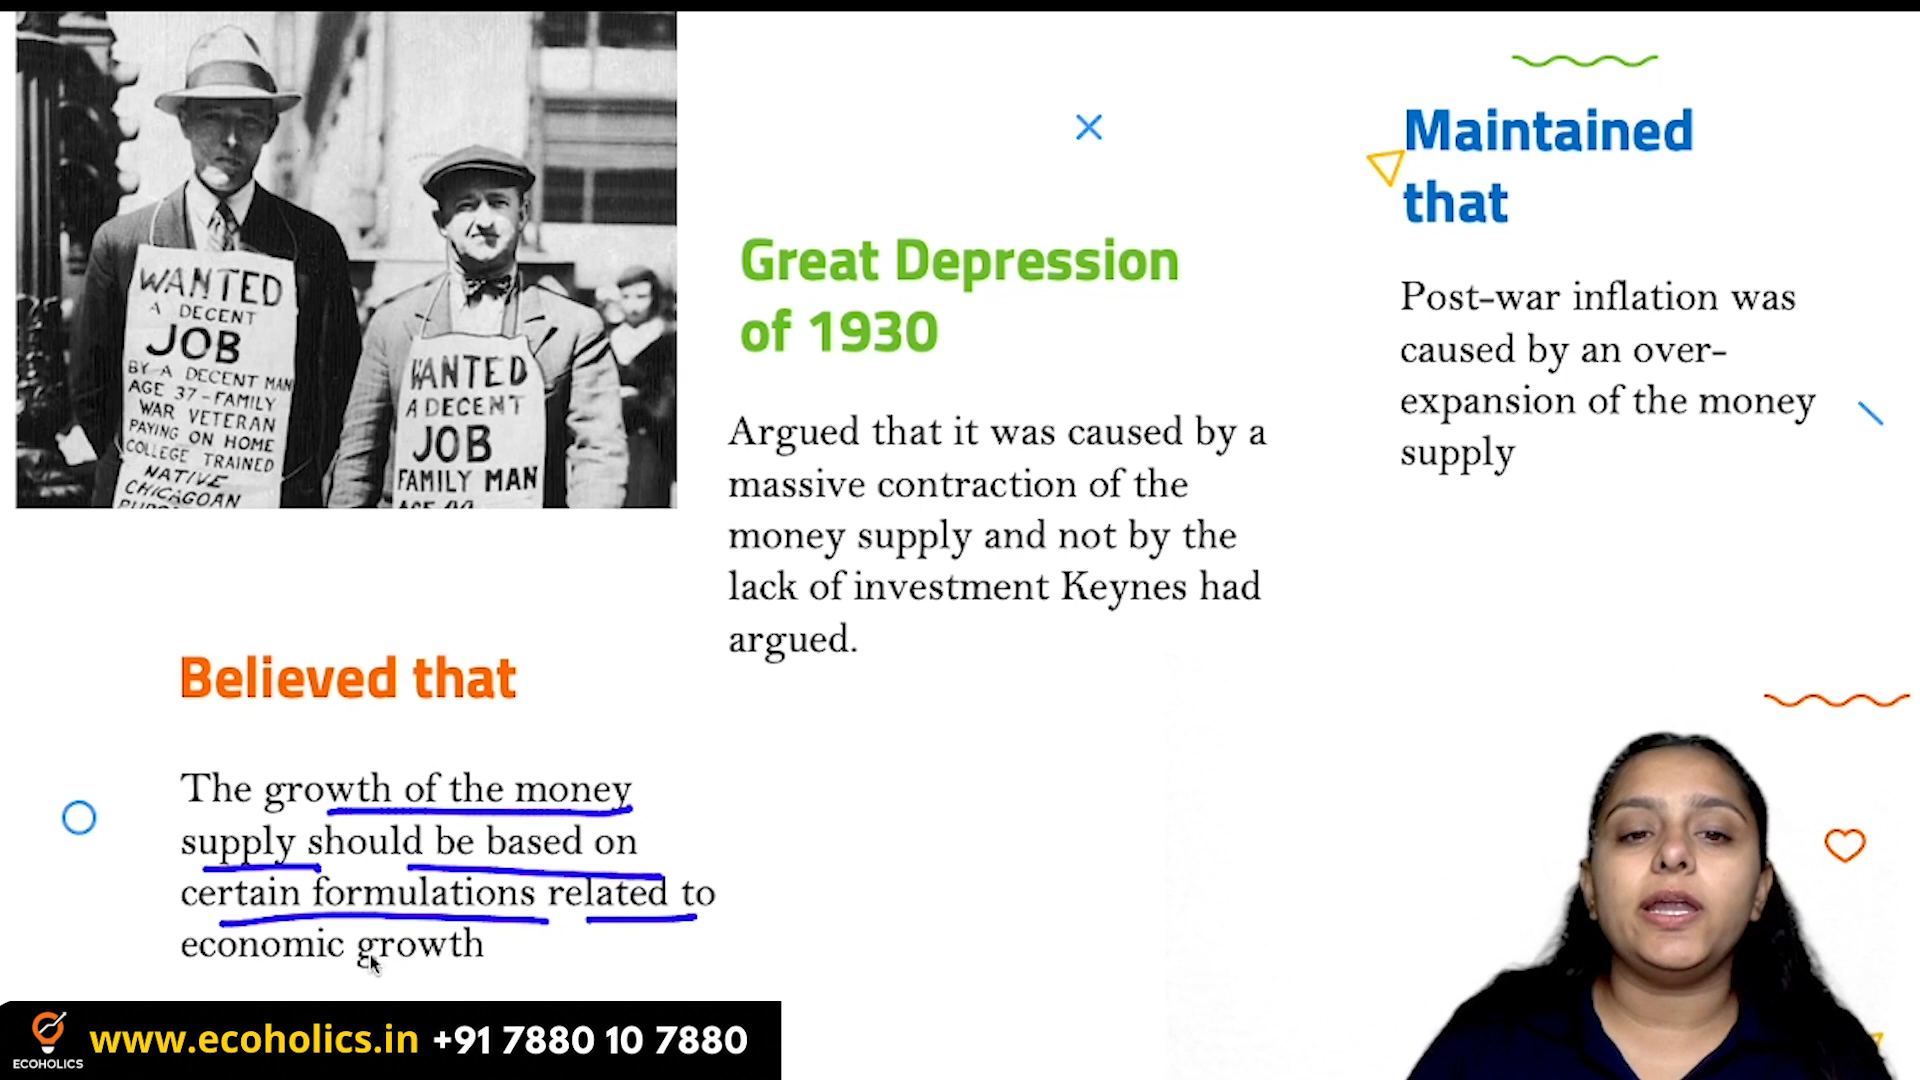 WANTED
A DECENT
JOB
BY A DECENT MAN
AGE 37-FAMILY
WAR VETERAN
PAYING ON HOME
COLLEGE TRAINED
NATIVE
CHICAGOAN
WANTED
A DECENT
JOB
FAMILY MAN
Great Depression
of 1930
Argued that it was caused by a
massive contraction of the
money supply and not by the
lack of investment Keynes had
argued.
Maintained
that
Post-war inflation was
caused by an over-
expansion of the money
supply
Believed that
The growth of the money
supply should be based on
certain formulations related to
economic growth
ECOHOLICS
www.ecoholics.in +91 7880 10 7880